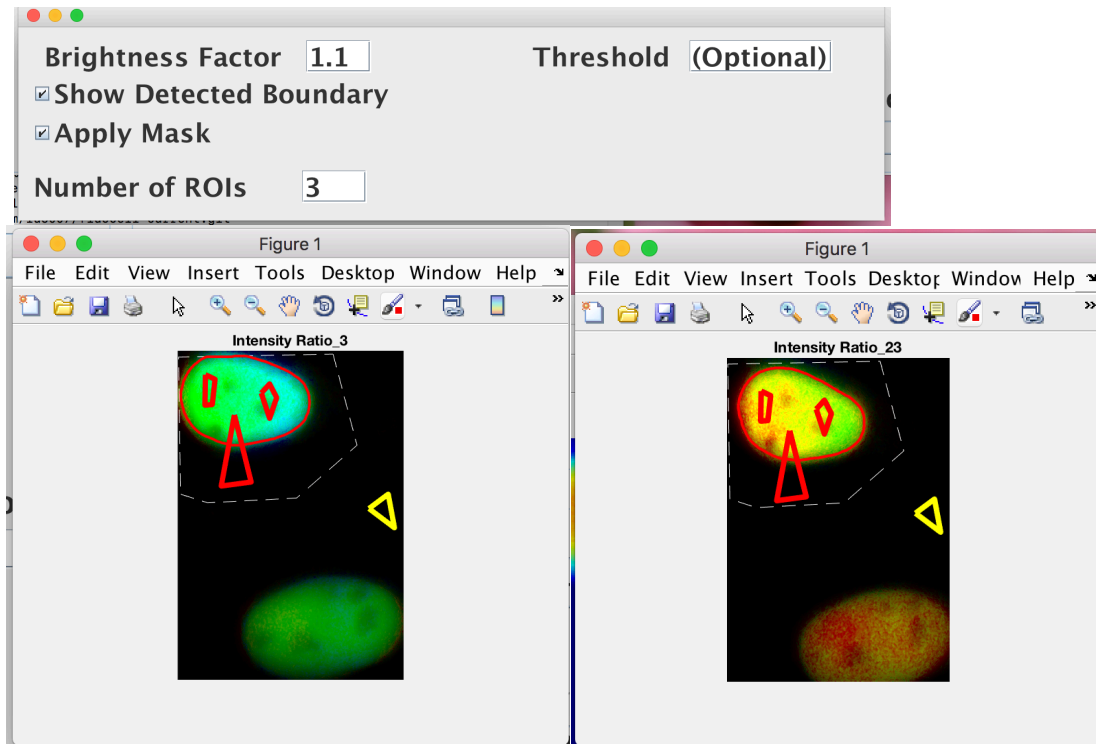 Brightness Factor 1.1 Threshold (Optional)
Show Detected Boundary
Apply Mask
Number of ROIs 3
Figure 1
File Edit View Insert Tools Desktop Window Help
Intensity Ratio_3
Figure 1
File Edit View Insert Tools Desktop Window Help
Intensity Ratio_23